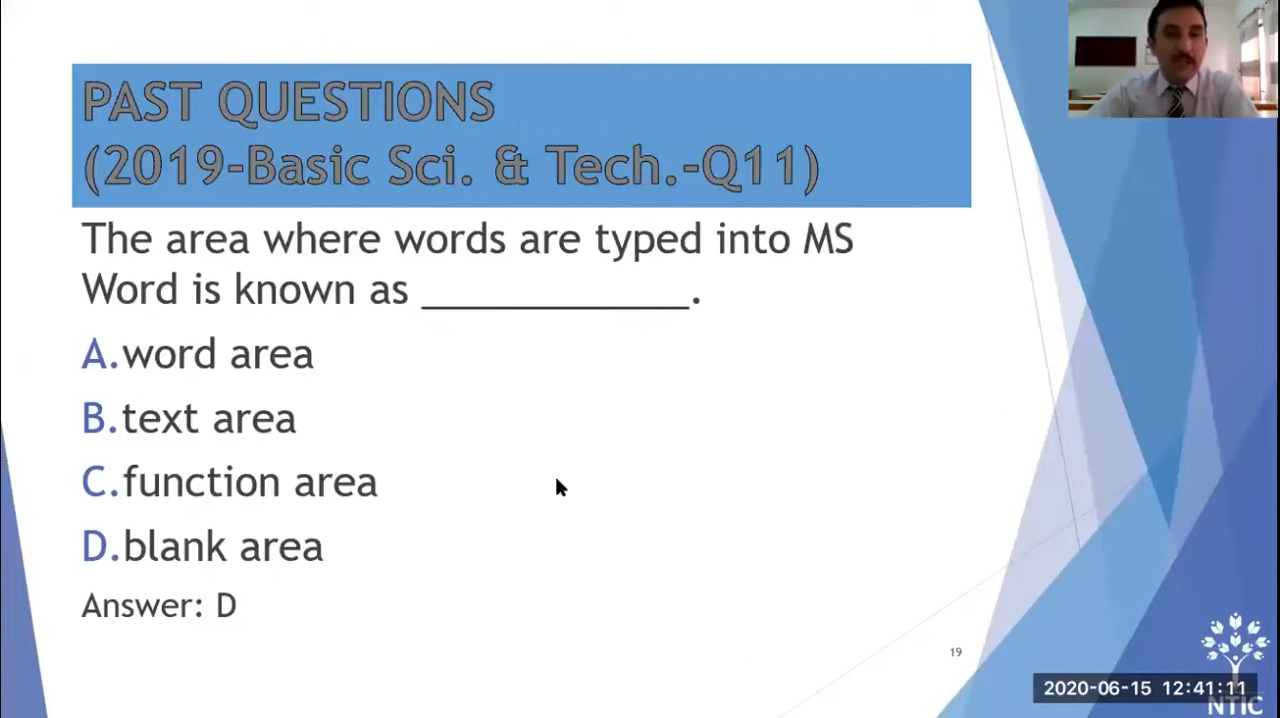 PAST QUESTIONS
(2019-Basic Sci. & Tech.-Q11)
The area where words are typed into MS
Word is known as _____________.
A.word area
B.text area
C.function area
D.blank area
Answer: D
19
2020-06-15 12:41:11
NTIC